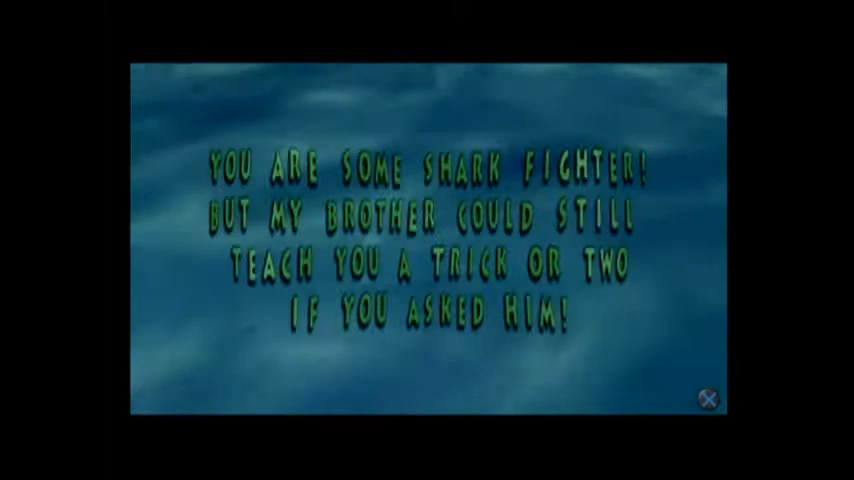 YOU ARE SOME SHARK FIGHTER!
BUT MY BROTHER COULD STILL
TEACH YOU A TRICK OR TWO
IF YOU ASKED HIM!